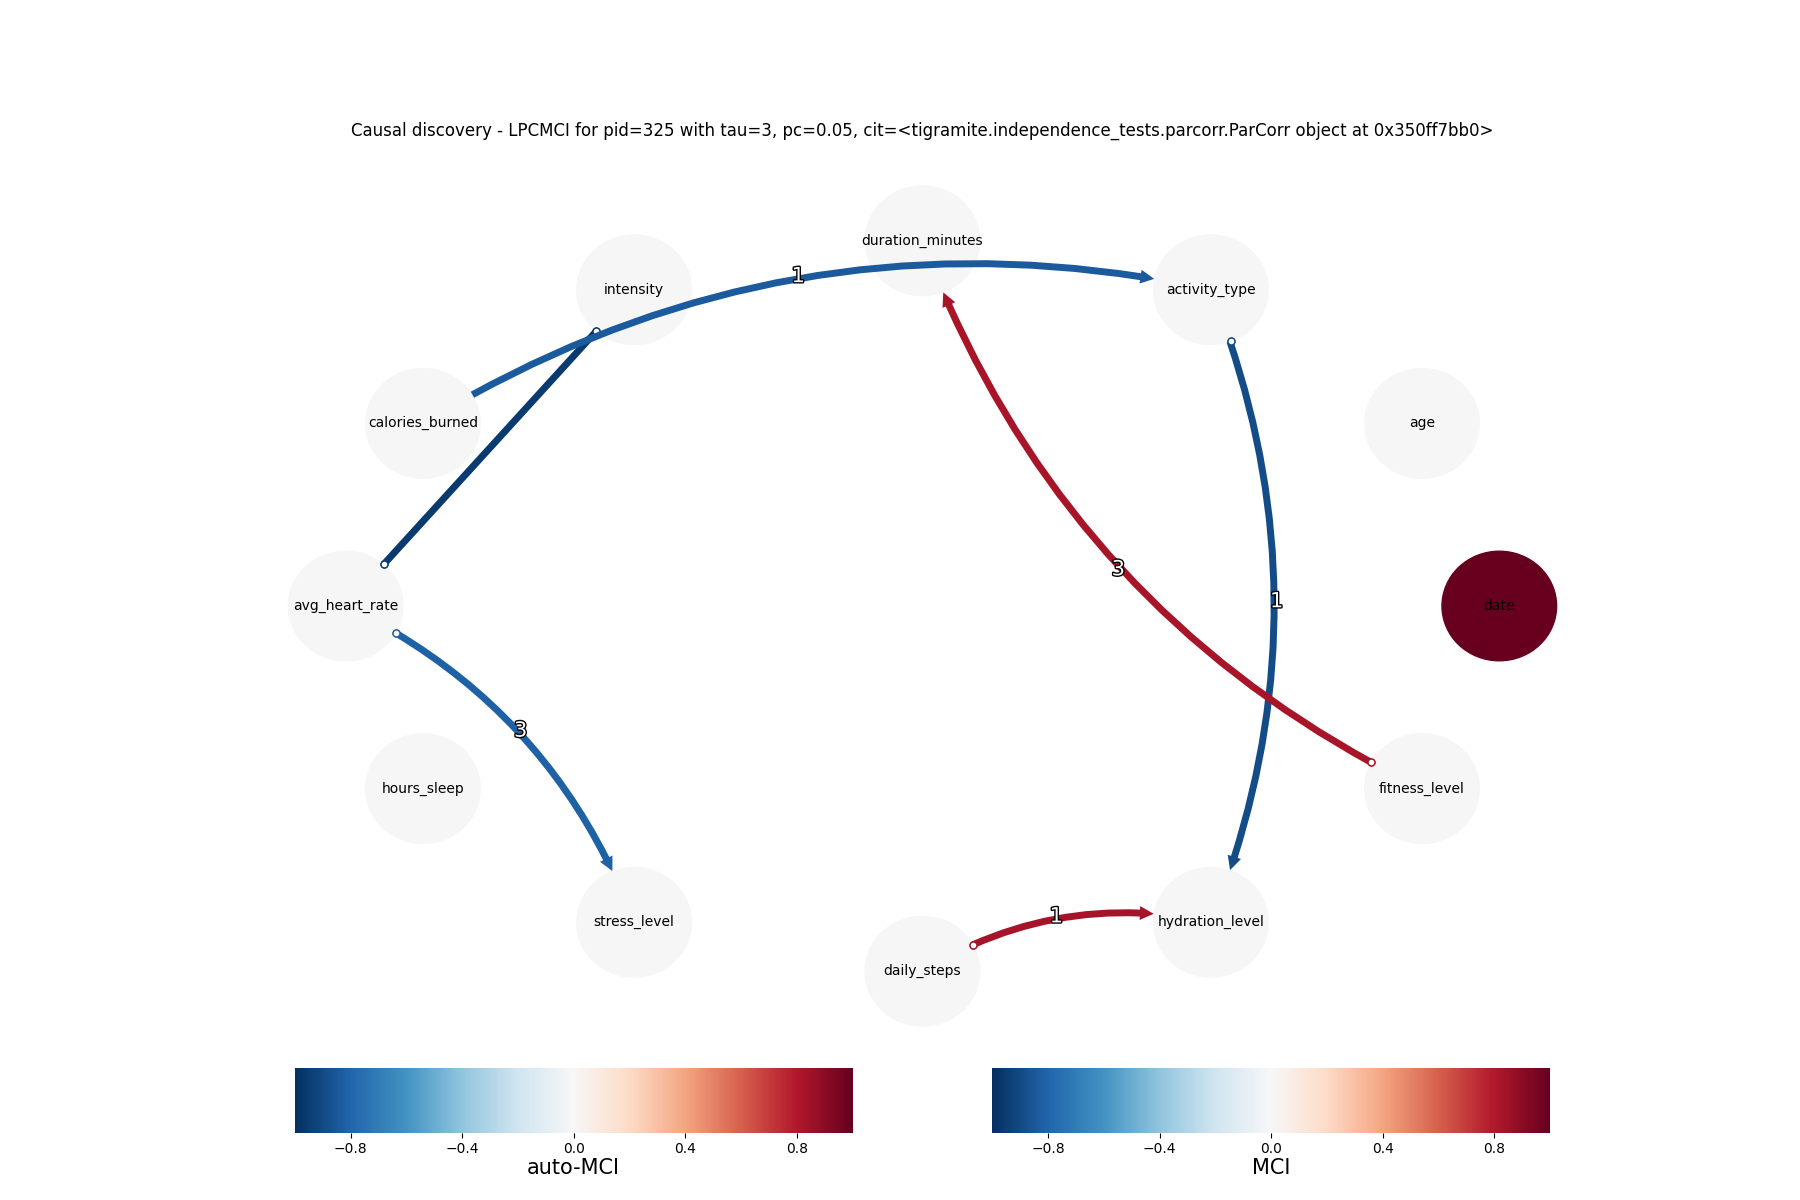 Causal discovery - LPCMCI for pid=325 with tau=3, pc=0.05, cit=<tigramite.independence_tests.parcorr.ParCorr object at 0x350ff7bb0>
duration_minutes
intensity
activity_type
1
calories_burned
age
3
1
avg_heart_rate
date
3
hours_sleep
fitness_level
stress_level
1
hydration_level
daily_steps
−0.8 −0.4 0.0 0.4 0.8
auto-MCI
−0.8 −0.4 0.0 0.4 0.8
MCI